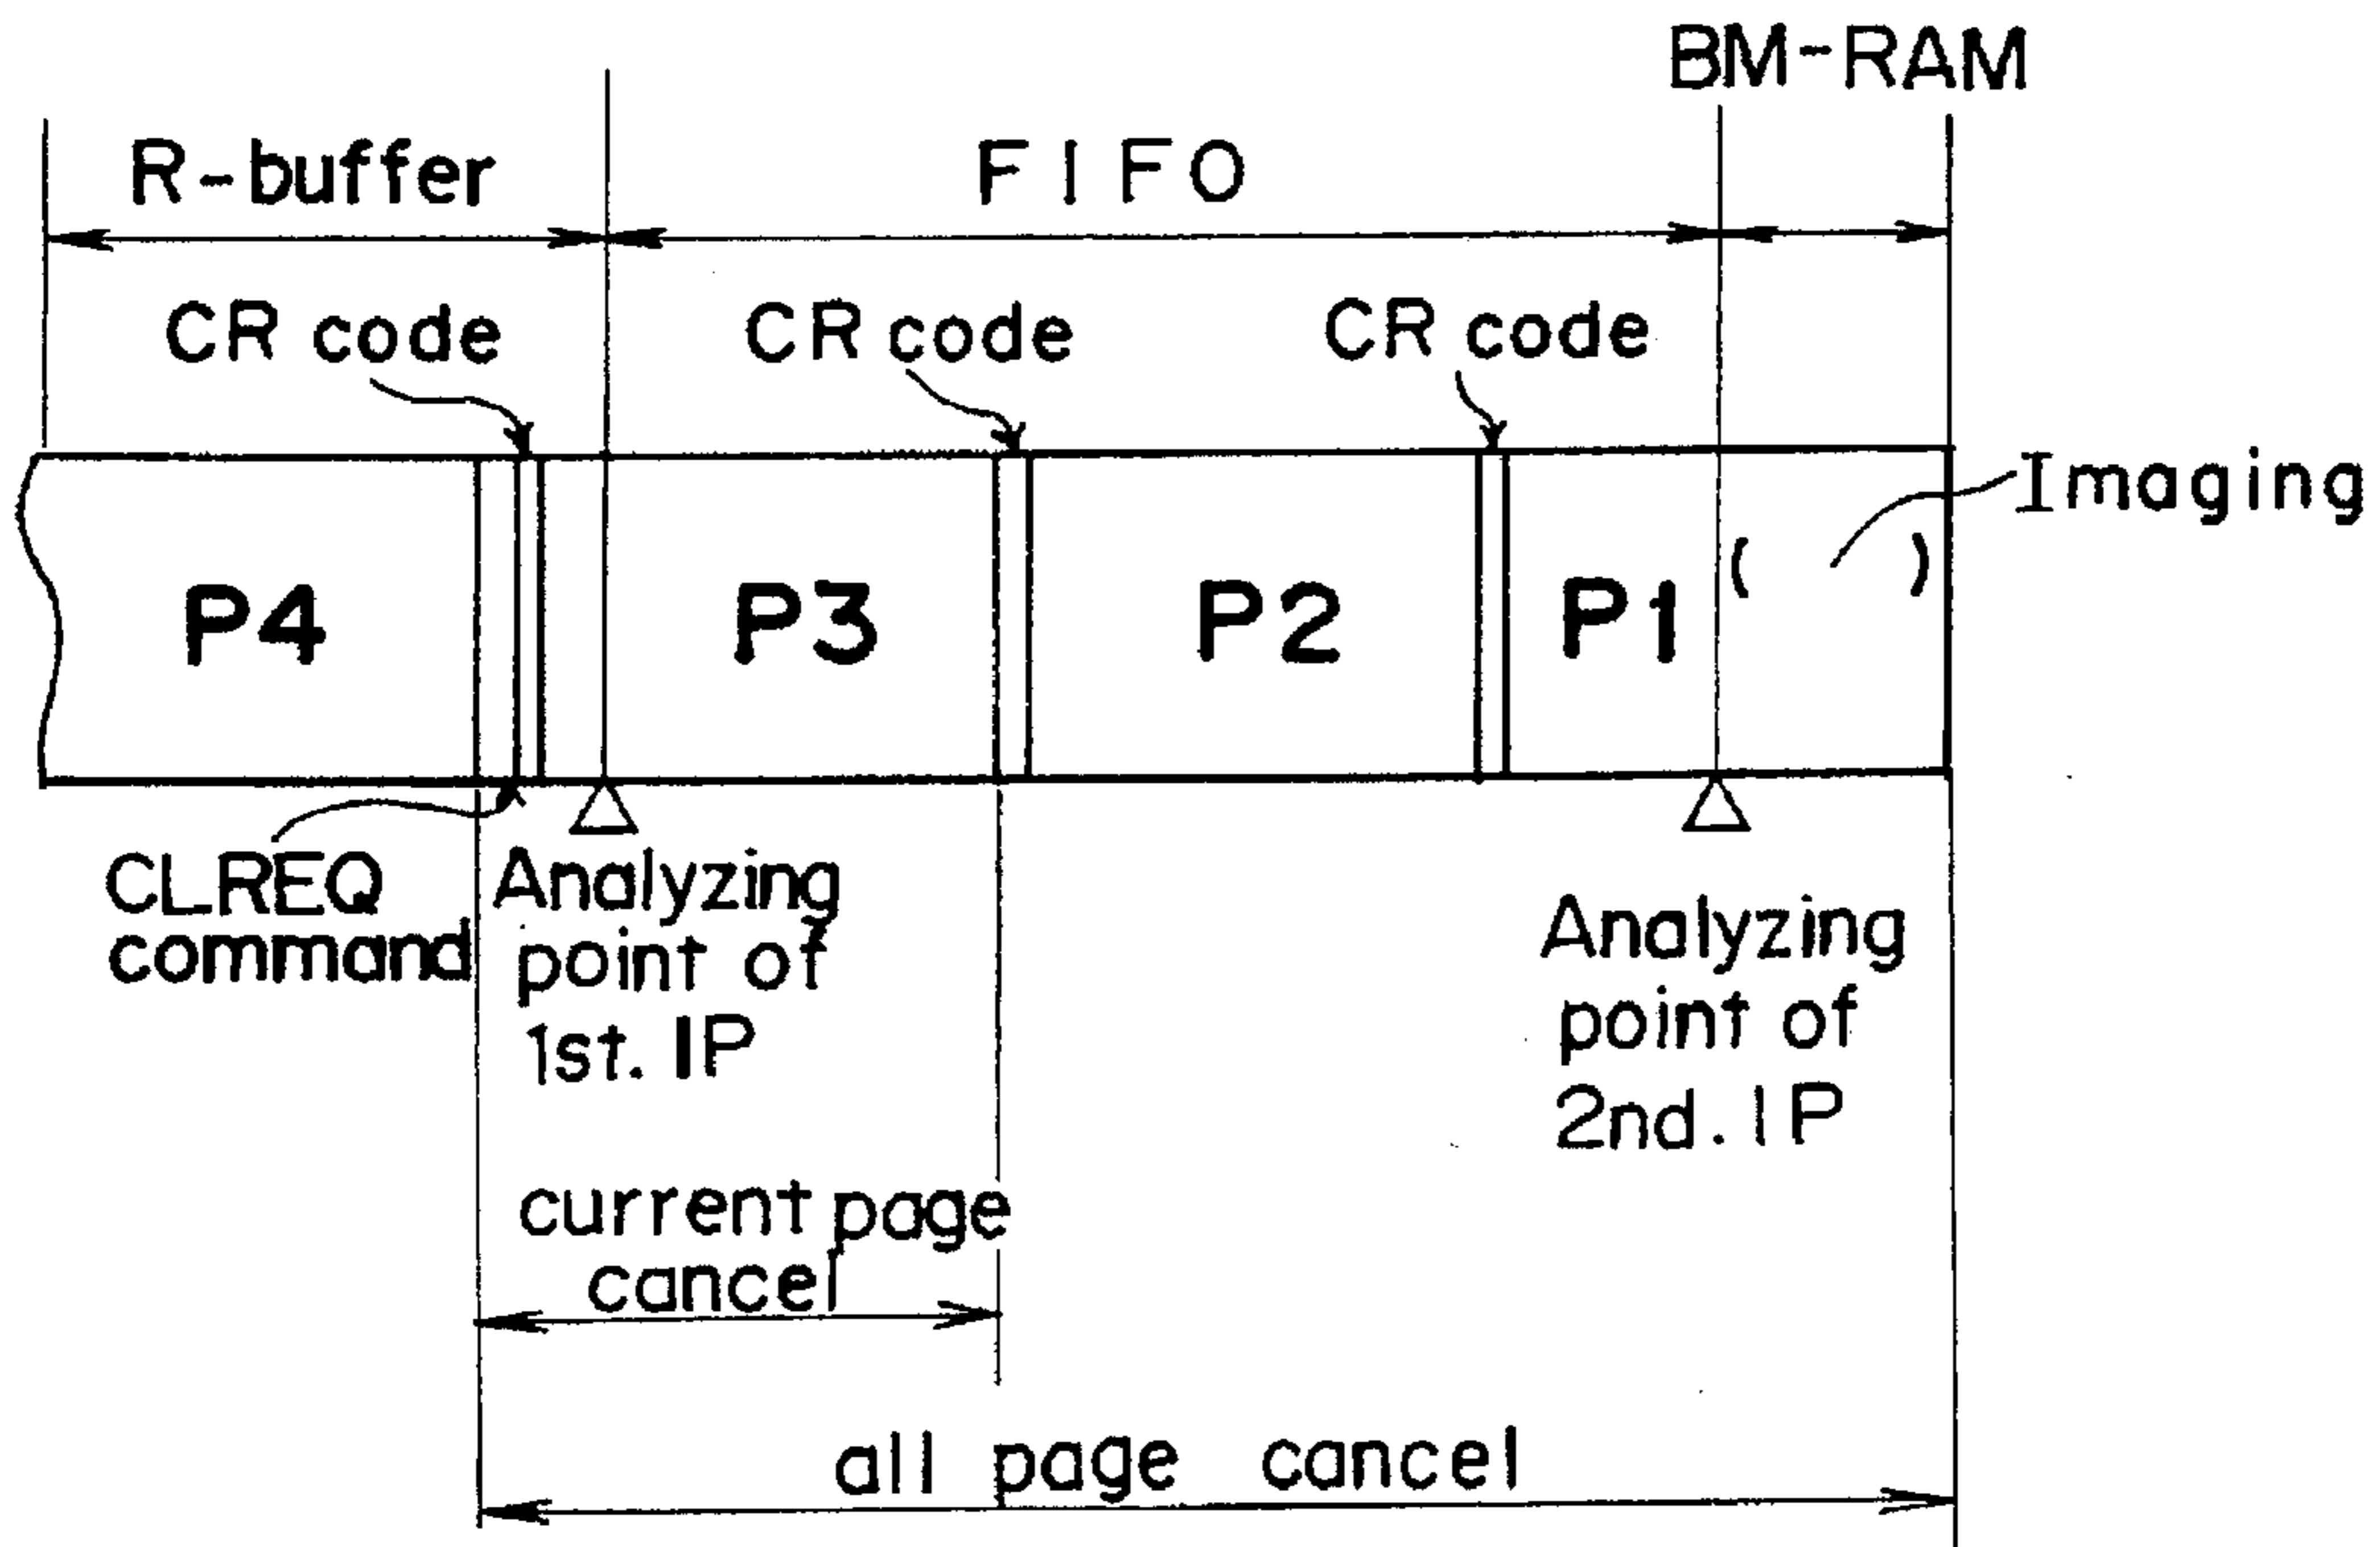 BM-RAM
R-buffer
FIFO
CR code
CR code
CR code
Imaging
P4
P3
P2
P1
CLREQ
command
Analyzing
point of
1st. IP
Analyzing
point of
2nd. IP
current page
cancel
all page cancel